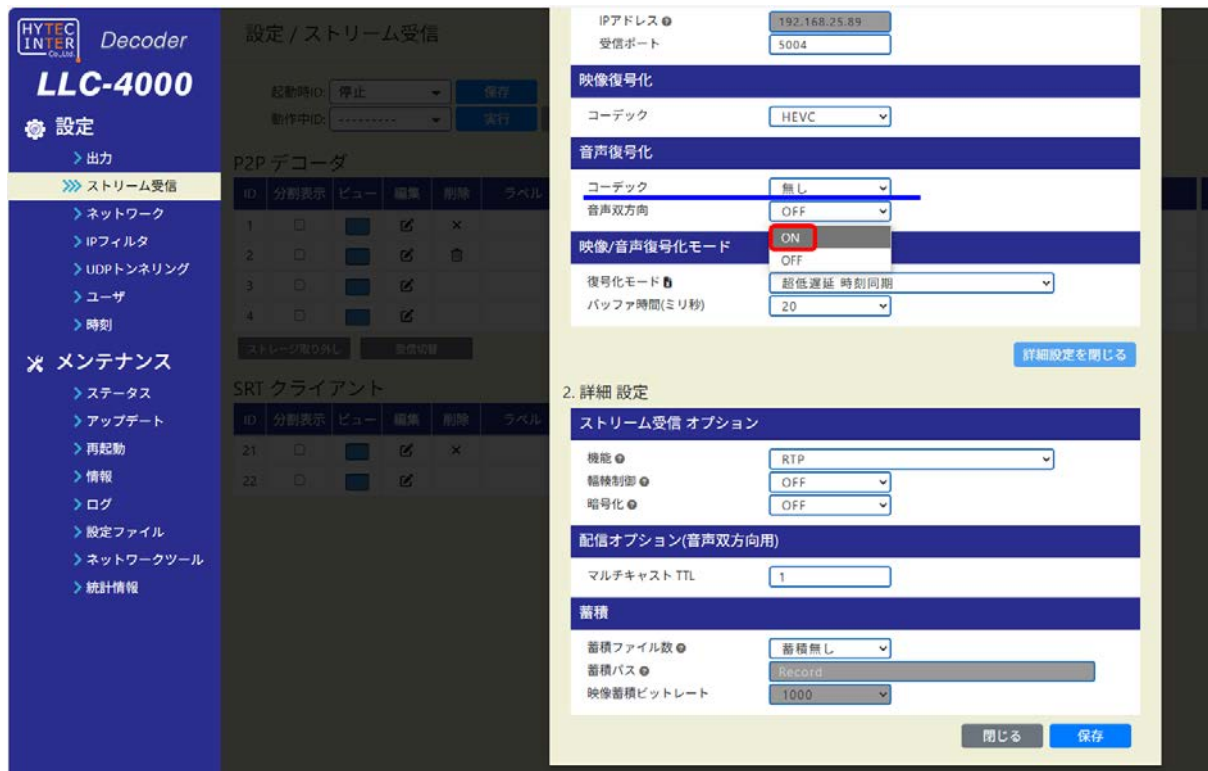 HYTEC
INTER
Co.,Ltd.
Decoder
LLC-4000
設定
出力
ストリーム受信
ネットワーク
IPフィルタ
UDPトンネリング
ユーザ
時刻
メンテナンス
ステータス
アップデート
再起動
情報
ログ
設定ファイル
ネットワークツール
統計情報
設定 / ストリーム受信
起動時ID: 停止 保存
動作中ID: --------- 実行
P2P デコーダ
ID 分割表示 ビュー 編集 削除 ラベル
1
2
3
4
ストレージ取り外し 受信切替
SRT クライアント
ID 分割表示 ビュー 編集 削除 ラベル
21
22
IPアドレス 192.168.25.89
受信ポート 5004
映像復号化
コーデック HEVC
音声復号化
コーデック 無し
音声双方向 OFF
ON
OFF
映像/音声復号化モード
復号化モード 超低遅延 時刻同期
バッファ時間(ミリ秒) 20
詳細設定を閉じる
2. 詳細 設定
ストリーム受信 オプション
機能 RTP
輻輳制御 OFF
暗号化 OFF
配信オプション(音声双方向用)
マルチキャスト TTL 1
蓄積
蓄積ファイル数 蓄積無し
蓄積パス Record
映像蓄積ビットレート 1000
閉じる 保存